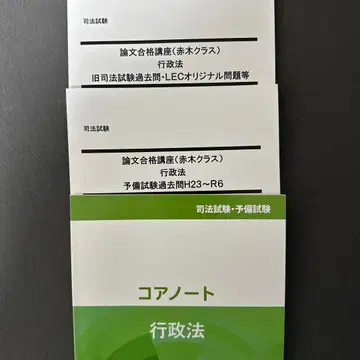 司法試験
論文合格講座(赤木クラス)
行政法
旧司法試験過去問・LECオリジナル問題等
司法試験
論文合格講座(赤木クラス)
行政法
予備試験過去問H23～R6
司法試験・予備試験
コアノート
行政法